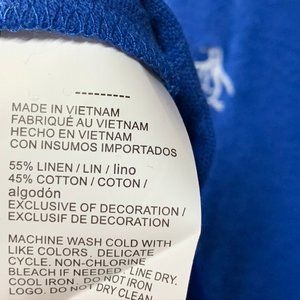 ----------
MADE IN VIETNAM
FABRIQUÉ AU VIETNAM
HECHO EN VIETNAM
CON INSUMOS IMPORTADOS
55% LINEN / LIN / lino
45% COTTON / COTON /
algodón
EXCLUSIVE OF DECORATION /
EXCLUSIF DE DECORATION
MACHINE WASH COLD WITH
LIKE COLORS, DELICATE
CYCLE. NON-CHLORINE
BLEACH IF NEEDED, LINE DRY.
COOL IRON. DO NOT IRON
LOGO. DO NOT DRY CLEAN